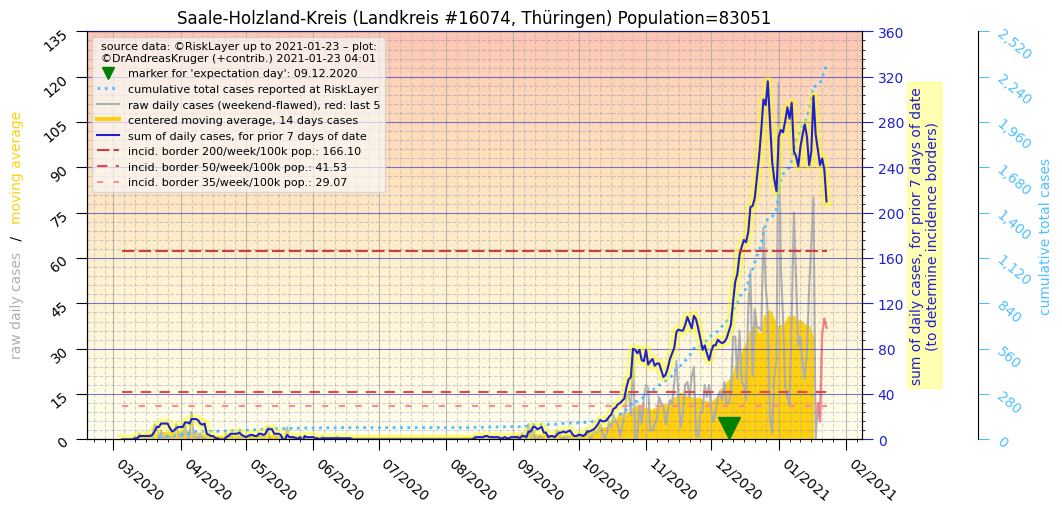 Saale-Holzland-Kreis (Landkreis #16074, Thüringen) Population=83051
source data: ©RiskLayer up to 2021-01-23 – plot:
©DrAndreasKruger (+contrib.) 2021-01-23 04:01
marker for 'expectation day': 09.12.2020
cumulative total cases reported at RiskLayer
raw daily cases (weekend-flawed), red: last 5
centered moving average, 14 days case
sum of daily cases, for prior 7 days of date
incid. border 200/week/100k pop.: 166.10
incid. border 50/week/100k pop.: 41.53
incid. border 35/week/100k pop.: 29.07
raw daily cases / moving average
135
120
105
90
75
60
45
30
15
0
03/2020
04/2020
05/2020
06/2020
07/2020
08/2020
09/2020
10/2020
11/2020
12/2020
01/2021
02/2021
360
320
280
240
200
160
120
80
40
0
sum of daily cases, for prior 7 days of date
(to determine incidence borders)
2,520
2,240
1,960
1,680
1,400
1,120
840
560
280
0
cumulative total cases